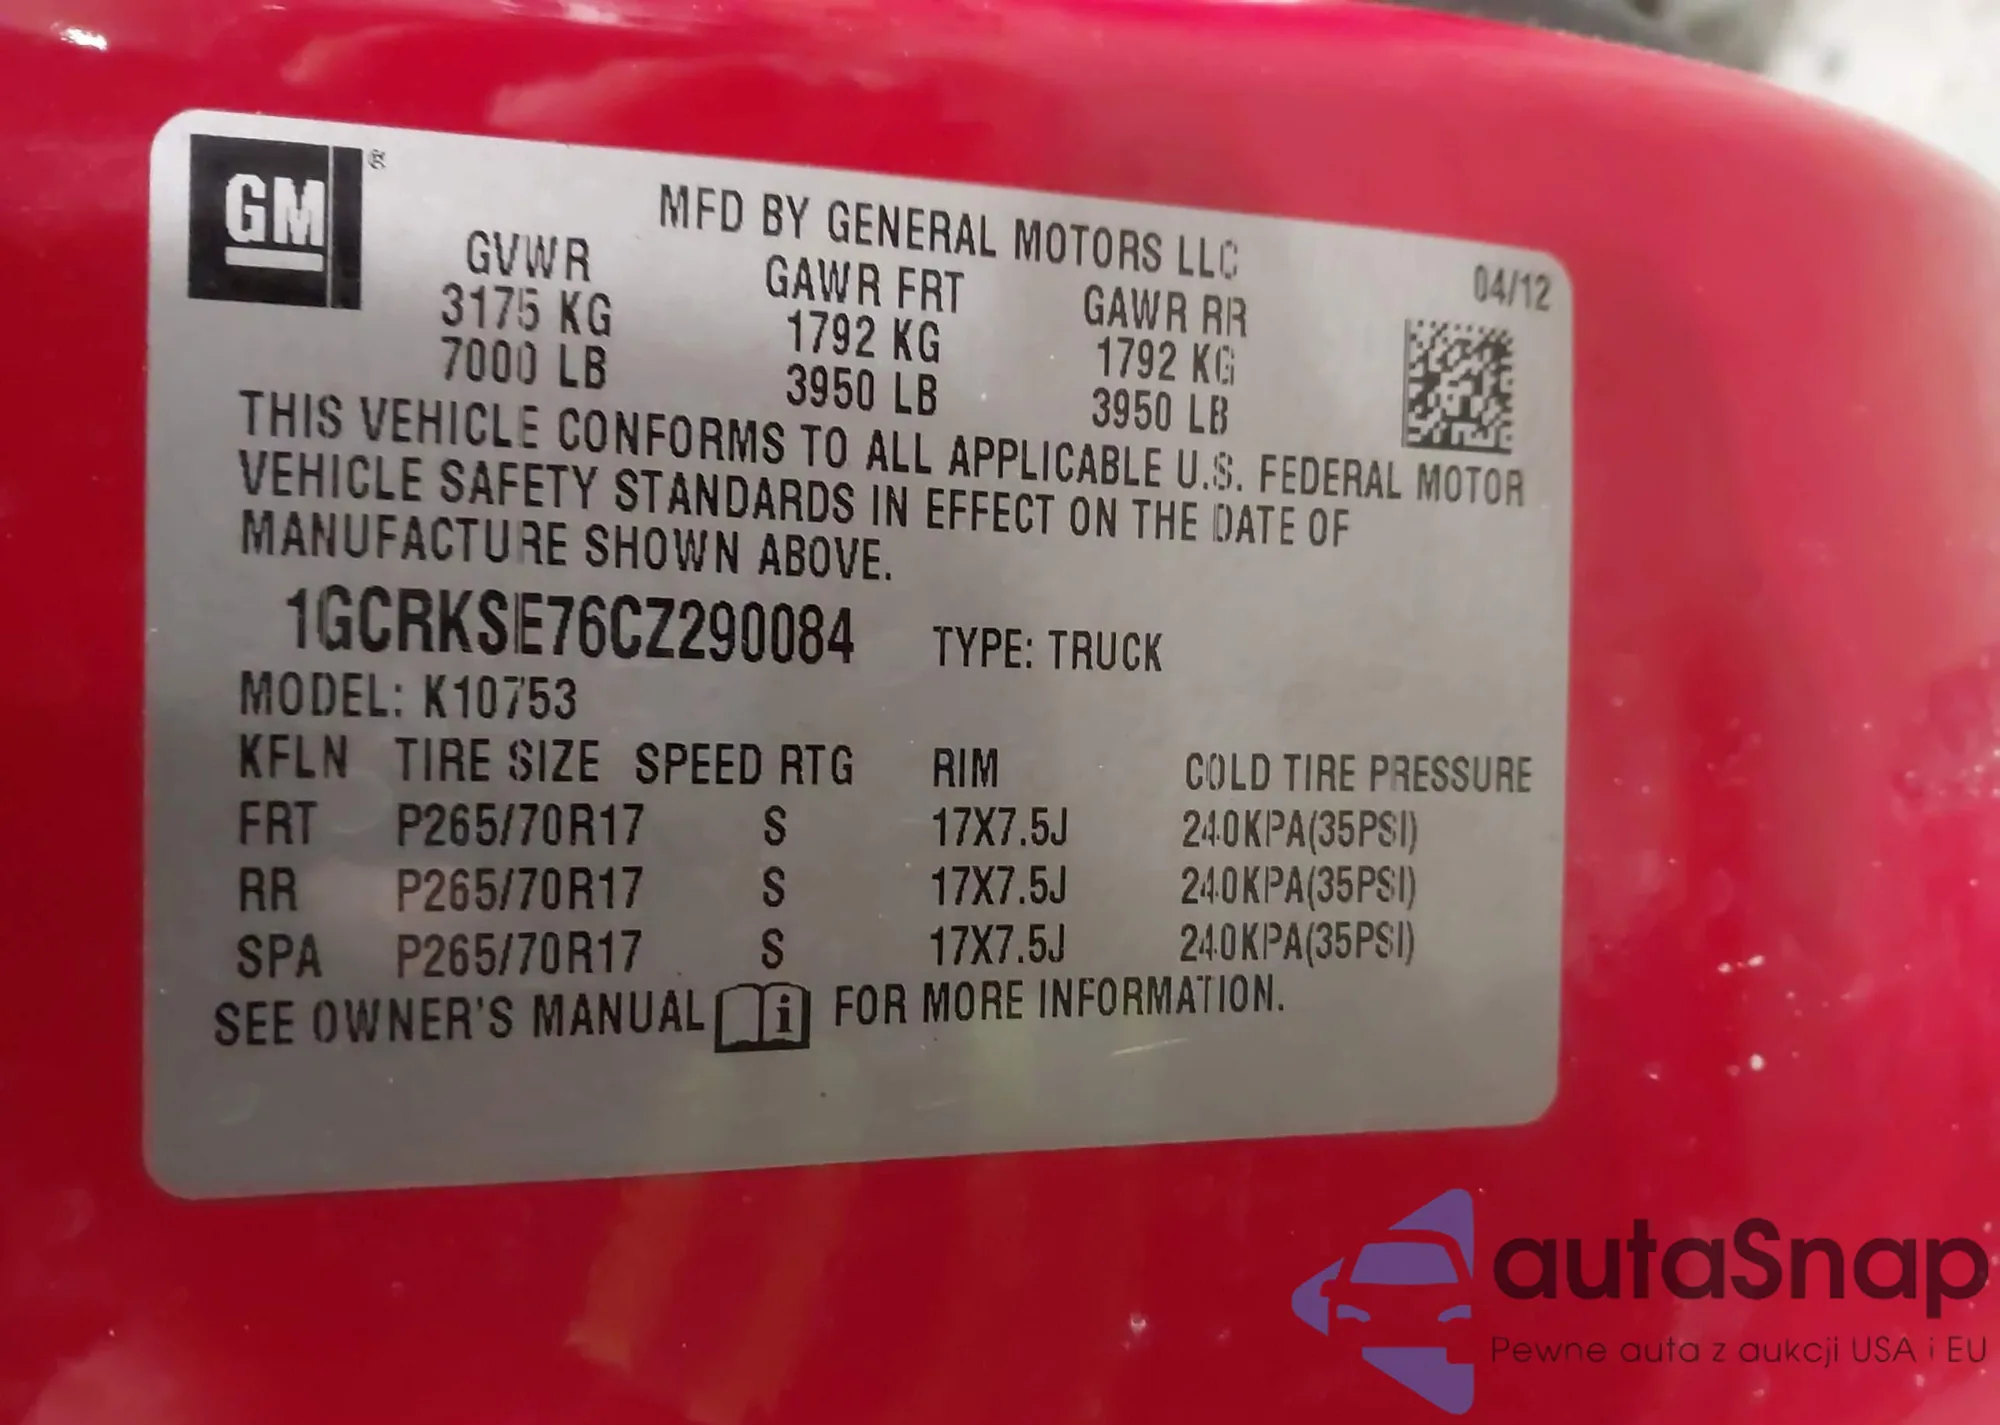 GM ®
MFD BY GENERAL MOTORS LLC
04/12
GVWR GAWR FRT GAWR RR
3175 KG 1792 KG 1792 KG
7000 LB 3950 LB 3950 LB
THIS VEHICLE CONFORMS TO ALL APPLICABLE U.S. FEDERAL MOTOR
VEHICLE SAFETY STANDARDS IN EFFECT ON THE DATE OF
MANUFACTURE SHOWN ABOVE.
1GCRKSE76CZ290084 TYPE: TRUCK
MODEL: K10753
KFLN TIRE SIZE SPEED RTG RIM COLD TIRE PRESSURE
FRT P265/70R17 S 17X7.5J 240KPA(35PSI)
RR P265/70R17 S 17X7.5J 240KPA(35PSI)
SPA P265/70R17 S 17X7.5J 240KPA(35PSI)
SEE OWNER'S MANUAL i FOR MORE INFORMATION.
autaSnap
Pewne auta z aukcji USA i EU